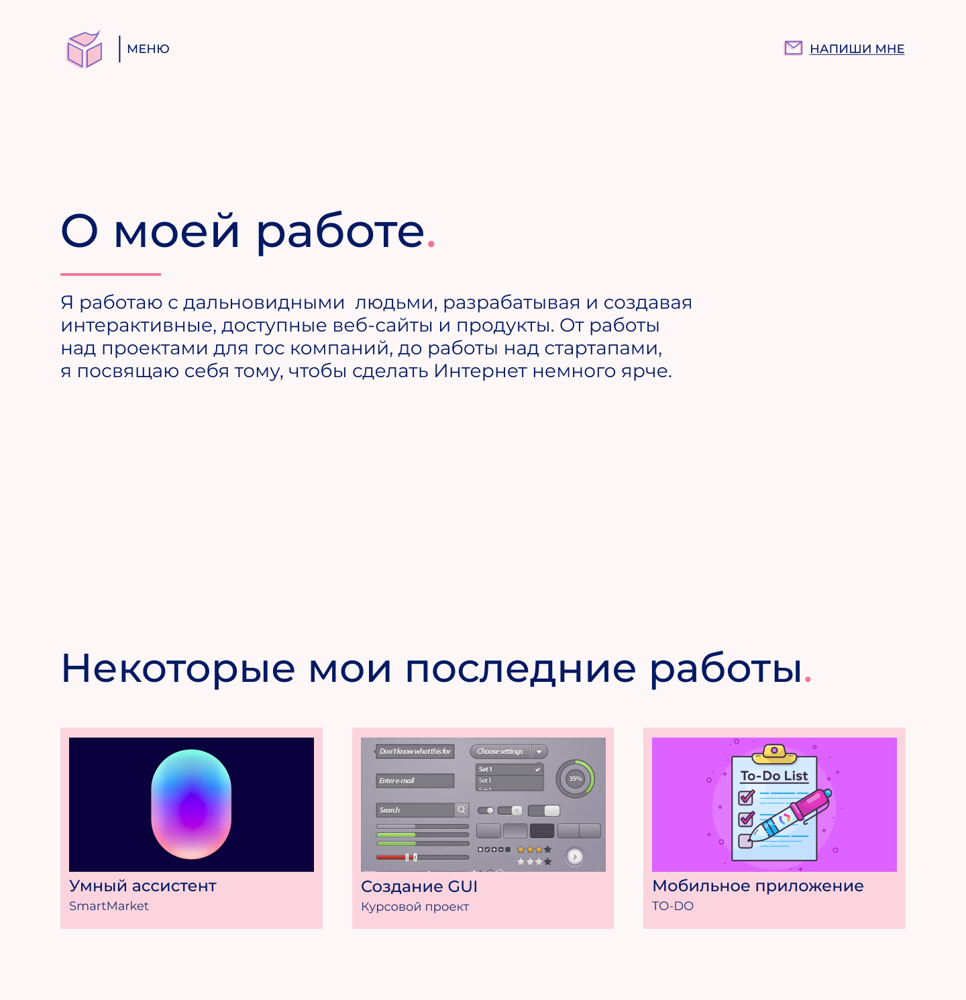 МЕНЮ
НАПИШИ МНЕ
О моей работе.
Я работаю с дальновидными  людьми, разрабатывая и создавая
интерактивные, доступные веб-сайты и продукты. От работы
над проектами для гос компаний, до работы над стартапами,
я посвящаю себя тому, чтобы сделать Интернет немного ярче.
Некоторые мои последние работы.
Don't know what this for
Choose settings
Set 1
Set 1
35%
Enter e-mail
Search
To-Do List
Умный ассистент
SmartMarket
Создание GUI
Курсовой проект
Мобильное приложение
TO-DO